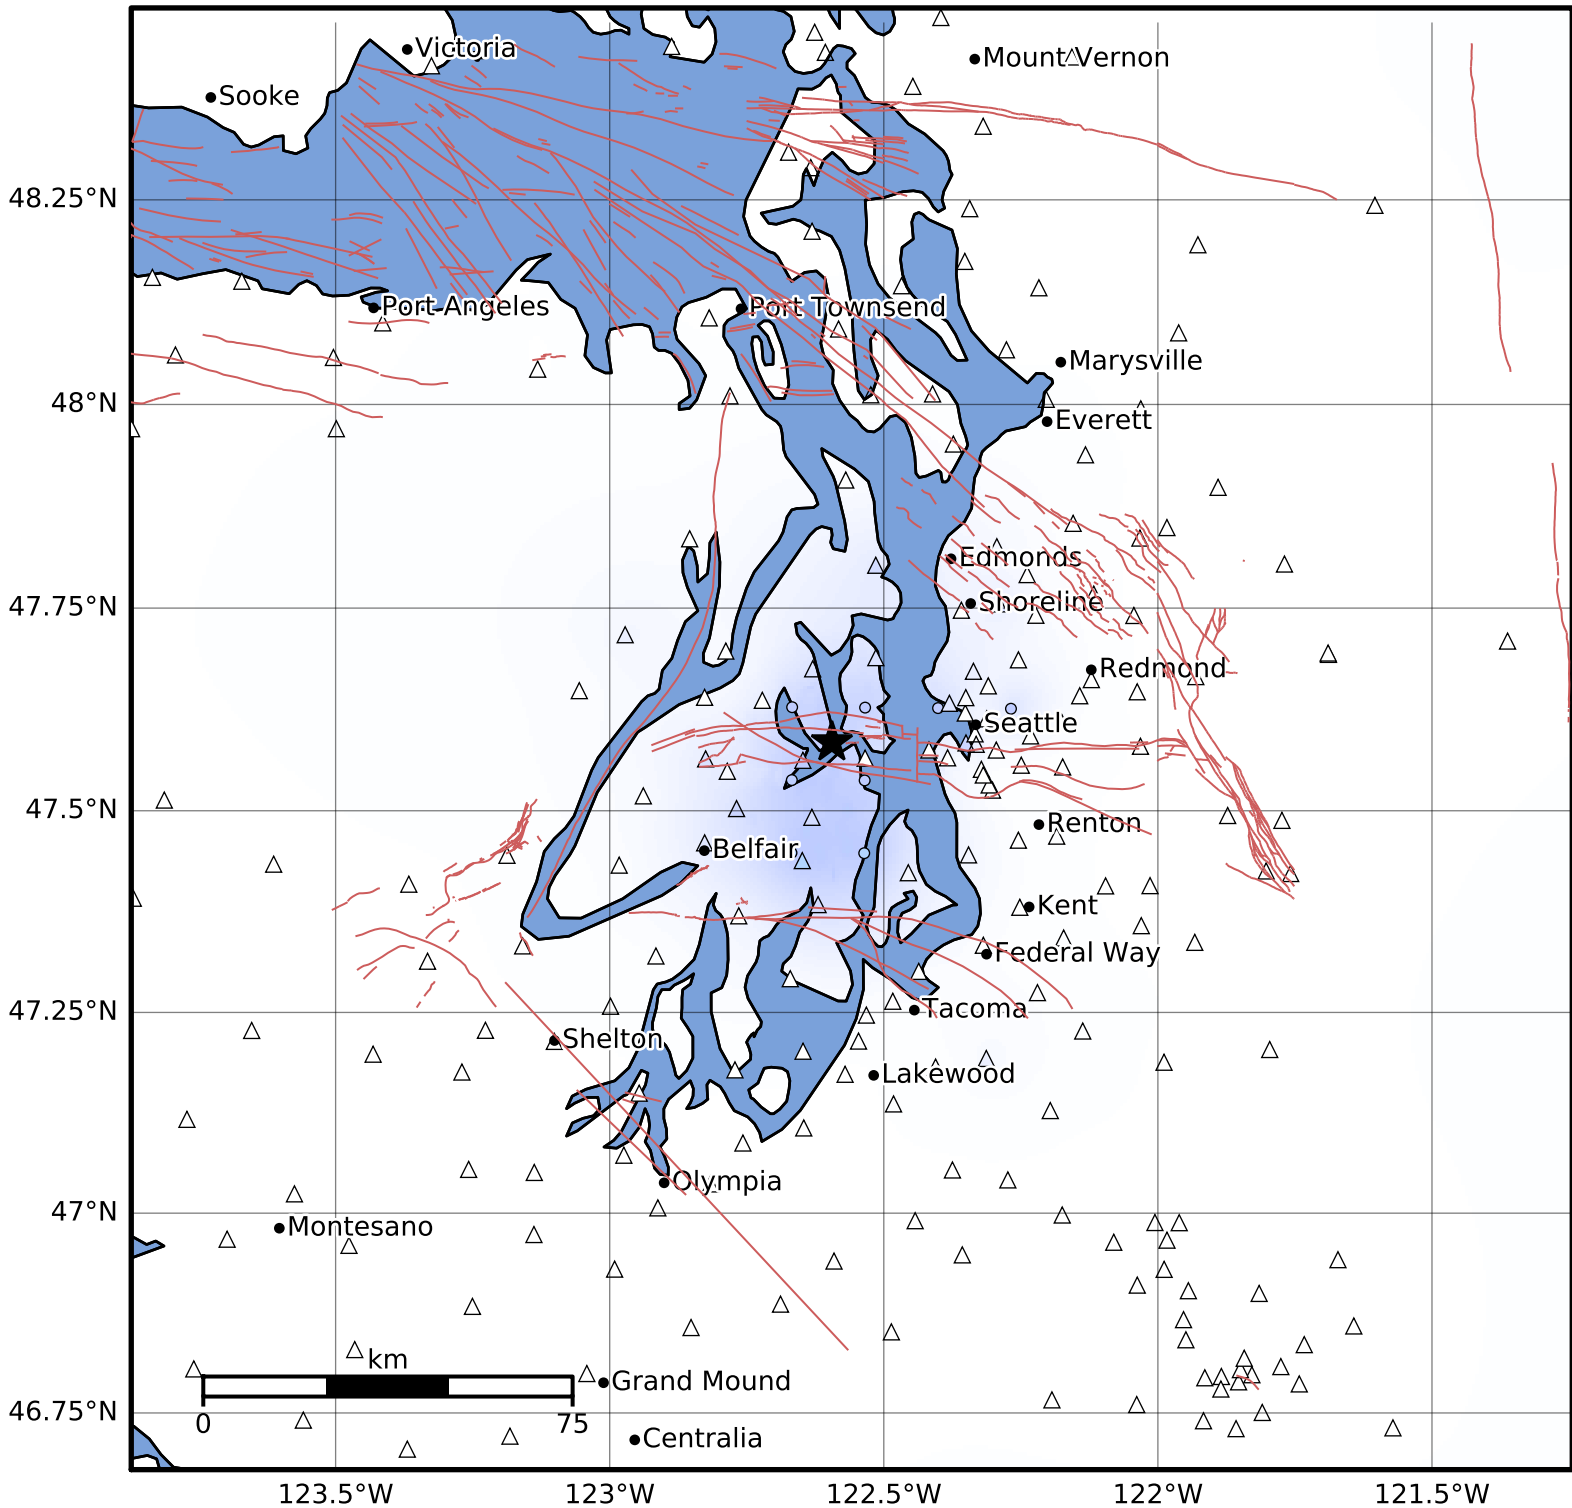 Victoria
Mount Vernon
Sooke
48.25°N
Port Angeles
Port Townsend
Marysville
48°N
Everett
Edmonds
47.75°N
Shoreline
Redmond
Seattle
47.5°N
Renton
Belfair
Kent
Federal Way
47.25°N
Tacoma
Shelton
Lakewood
Olympia
47°N
Montesano
km
Grand Mound
46.75°N
0 75
Centralia
123.5°W 123°W 122.5°W 122°W 121.5°W